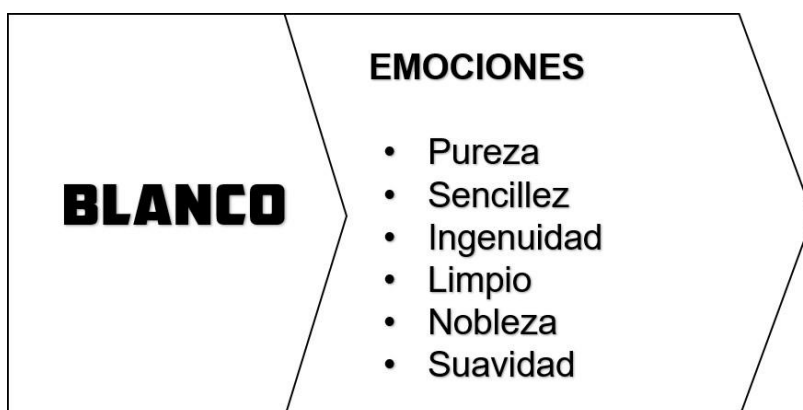 BLANCO
EMOCIONES
• Pureza
• Sencillez
• Ingenuidad
• Limpio
• Nobleza
• Suavidad